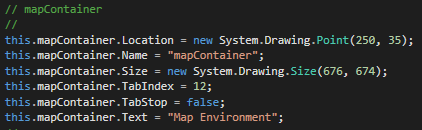 // mapContainer
//
this.mapContainer.Location = new System.Drawing.Point(250, 35);
this.mapContainer.Name = "mapContainer";
this.mapContainer.Size = new System.Drawing.Size(676, 674);
this.mapContainer.TabIndex = 12;
this.mapContainer.TabStop = false;
this.mapContainer.Text = "Map Environment";
//